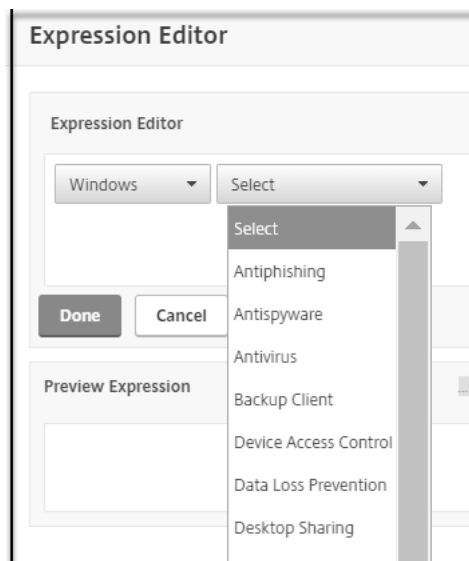 Expression Editor
Expression Editor
Windows Select
Select
Antiphishing
Antispyware
Done Cancel
Antivirus
Preview Expression
Backup Client
Device Access Control
Data Loss Prevention
Desktop Sharing